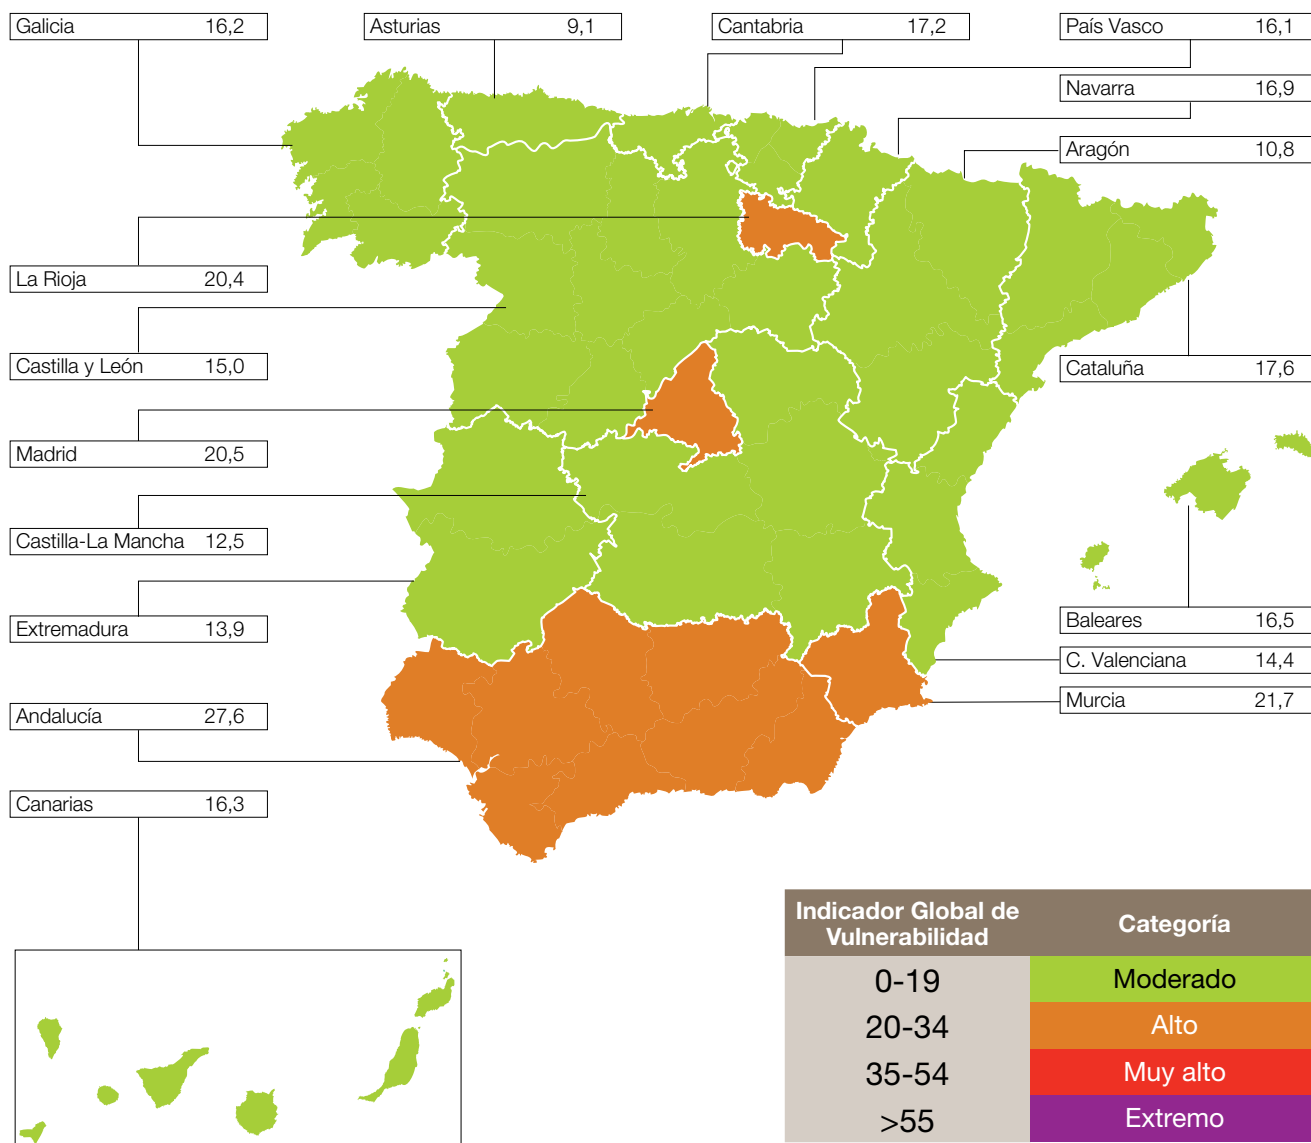 Galicia 16,2
Asturias 9,1
Cantabria 17,2
País Vasco 16,1
Navarra 16,9
Aragón 10,8
La Rioja 20,4
Castilla y León 15,0
Cataluña 17,6
Madrid 20,5
Castilla-La Mancha 12,5
Extremadura 13,9
Baleares 16,5
C. Valenciana 14,4
Murcia 21,7
Andalucía 27,6
Canarias 16,3
Indicador Global de
Vulnerabilidad
Categoría
0-19 Moderado
20-34 Alto
35-54 Muy alto
>55 Extremo